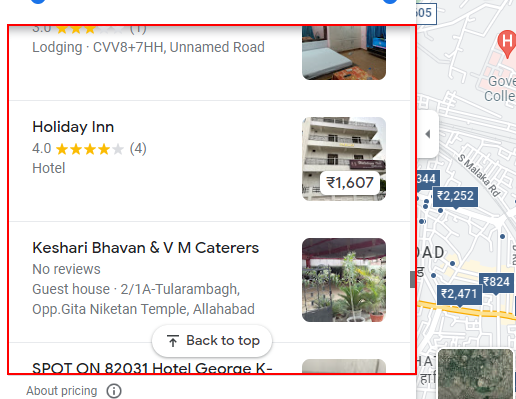 3.0 (1)
Lodging · CVV8+7HH, Unnamed Road
Holiday Inn
4.0 (4)
Hotel
₹1,607
Keshari Bhavan & V M Caterers
No reviews
Guest house · 2/1A-Tularambagh,
Opp.Gita Niketan Temple, Allahabad
Back to top
SPOT ON 82031 Hotel George K-
About pricing
605
Gove
Colle
S Malaka Rd
344
₹2,252
OAD
₹824
₹2,471
HAT